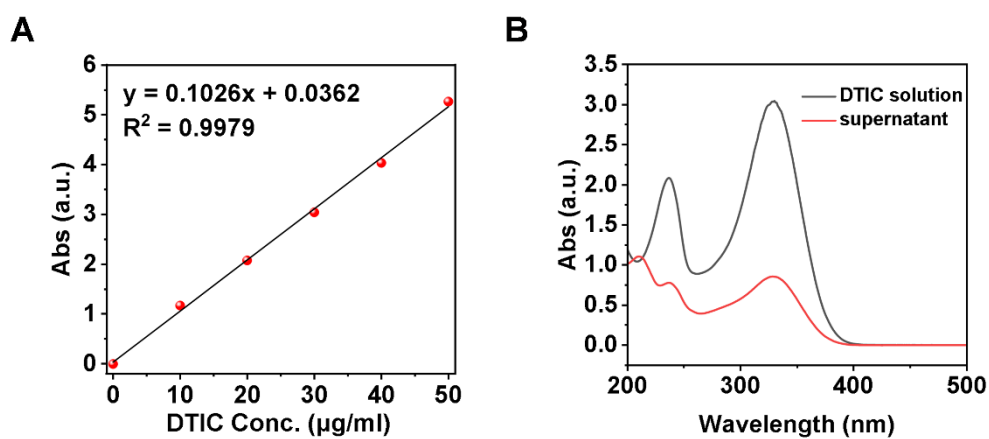 A
y = 0.1026x + 0.0362
R² = 0.9979
Abs (a.u.)
6
5
4
3
2
1
0
0 10 20 30 40 50
DTIC Conc. (μg/ml)
B
DTIC solution
supernatant
Abs (a.u.)
3.5
3.0
2.5
2.0
1.5
1.0
0.5
0.0
200 300 400 500
Wavelength (nm)